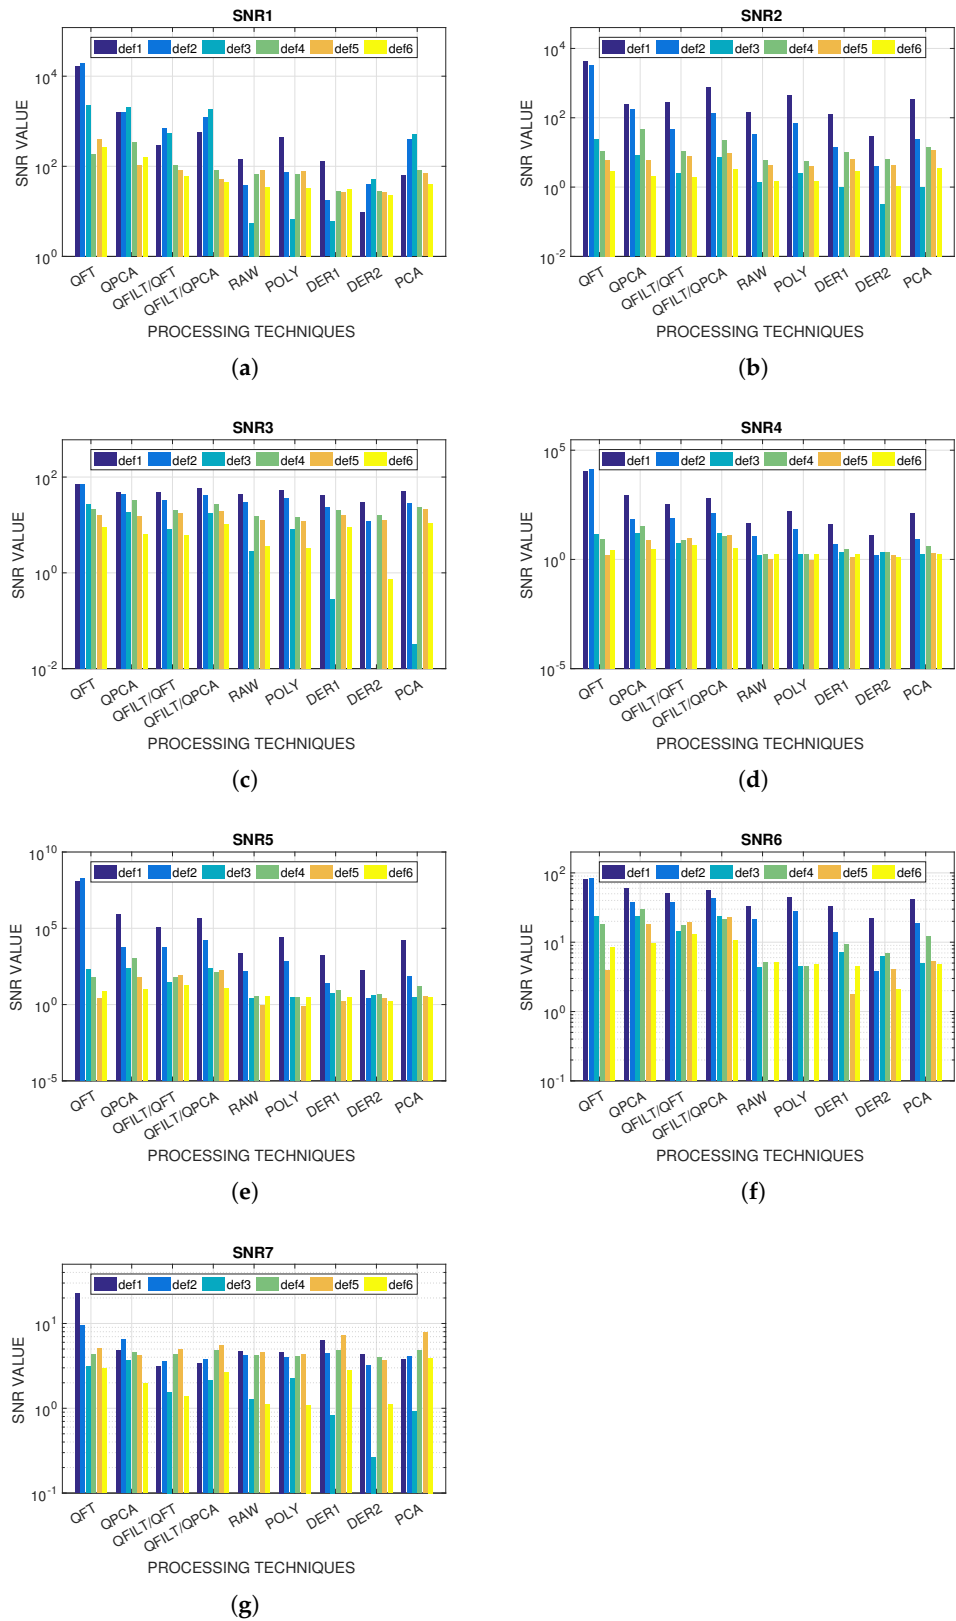 SNR1
def1 def2 def3 def4 def5 def6
10^4
10^2
10^0
SNR VALUE
QFT QPCA QFILT/QFT QFILT/QPCA RAW POLY DER1 DER2 PCA
PROCESSING TECHNIQUES
(a)
SNR2
def1 def2 def3 def4 def5 def6
10^4
10^2
10^0
10^-2
SNR VALUE
QFT QPCA QFILT/QFT QFILT/QPCA RAW POLY DER1 DER2 PCA
PROCESSING TECHNIQUES
(b)
SNR3
def1 def2 def3 def4 def5 def6
10^2
10^0
10^-2
SNR VALUE
QFT QPCA QFILT/QFT QFILT/QPCA RAW POLY DER1 DER2 PCA
PROCESSING TECHNIQUES
(c)
SNR4
def1 def2 def3 def4 def5 def6
10^5
10^0
10^-5
SNR VALUE
QFT QPCA QFILT/QFT QFILT/QPCA RAW POLY DER1 DER2 PCA
PROCESSING TECHNIQUES
(d)
SNR5
def1 def2 def3 def4 def5 def6
10^10
10^5
10^0
10^-5
SNR VALUE
QFT QPCA QFILT/QFT QFILT/QPCA RAW POLY DER1 DER2 PCA
PROCESSING TECHNIQUES
(e)
SNR6
def1 def2 def3 def4 def5 def6
10^2
10^1
10^0
10^-1
SNR VALUE
QFT QPCA QFILT/QFT QFILT/QPCA RAW POLY DER1 DER2 PCA
PROCESSING TECHNIQUES
(f)
SNR7
def1 def2 def3 def4 def5 def6
10^1
10^0
10^-1
SNR VALUE
QFT QPCA QFILT/QFT QFILT/QPCA RAW POLY DER1 DER2 PCA
PROCESSING TECHNIQUES
(g)